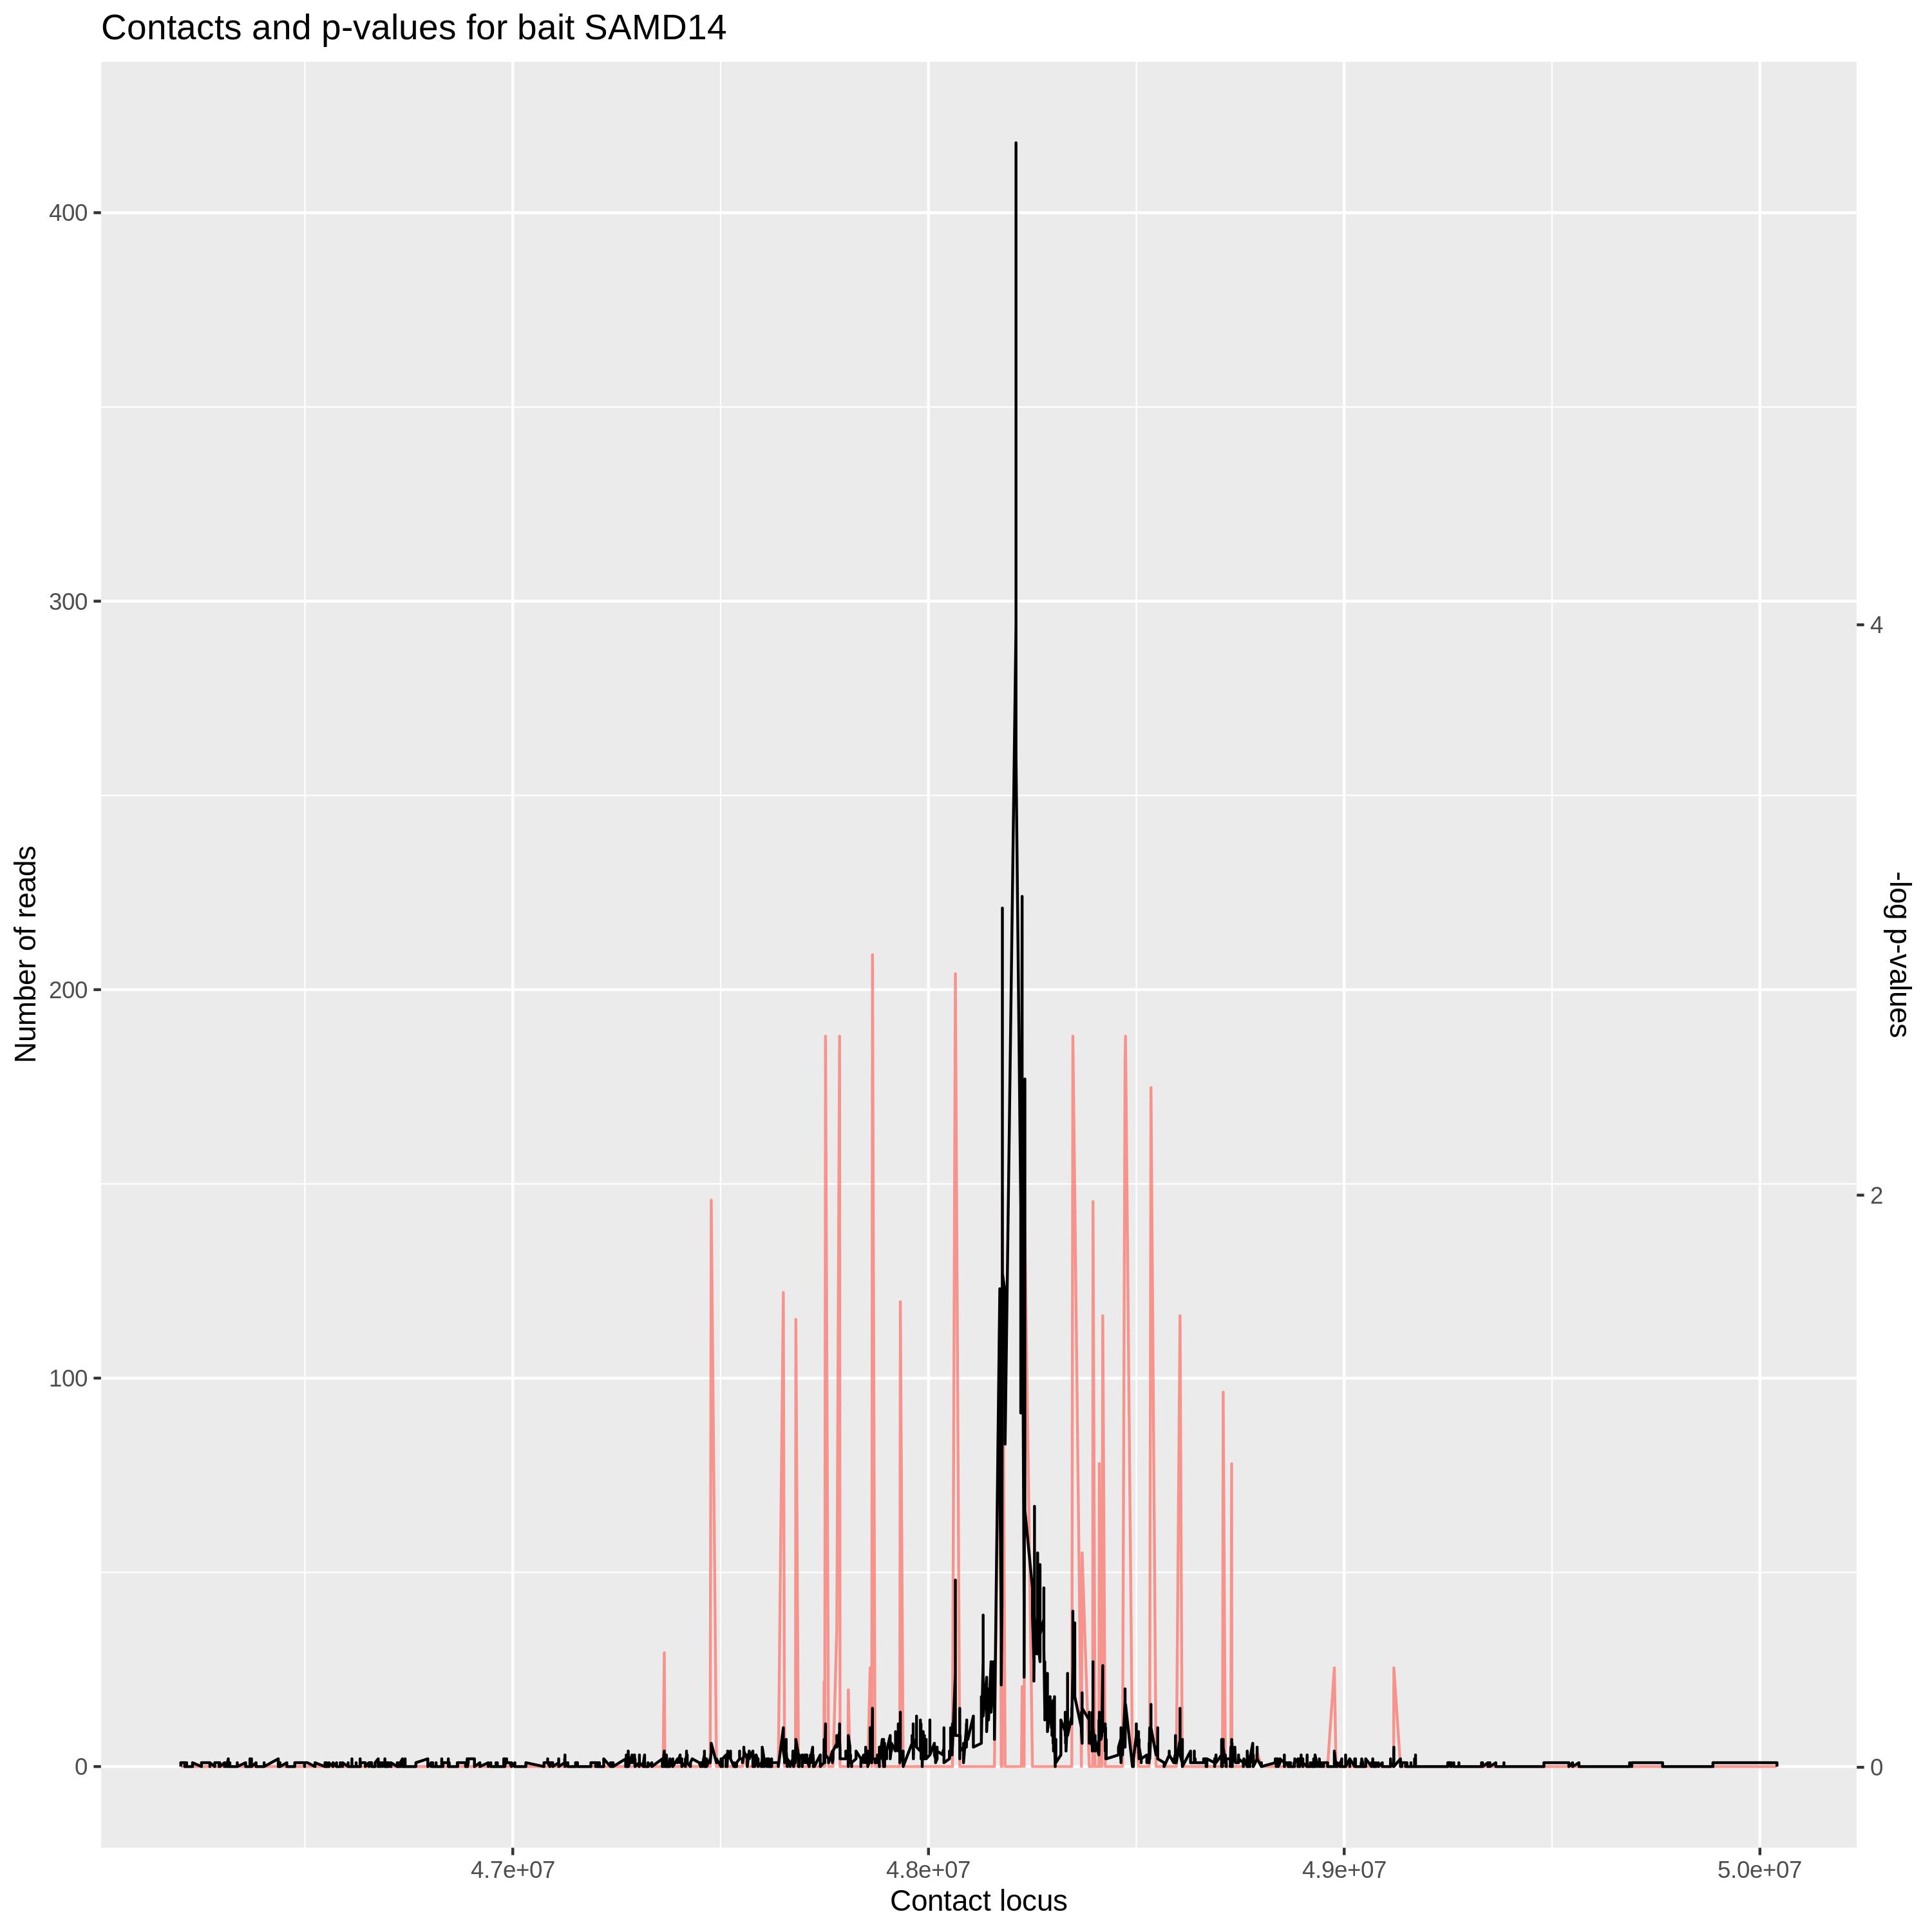 Contacts and p-values for bait SAMD14
400
300
200
100
0
Number of reads
4
2
0
-log p-values
4.7e+07
4.8e+07
4.9e+07
5.0e+07
Contact locus